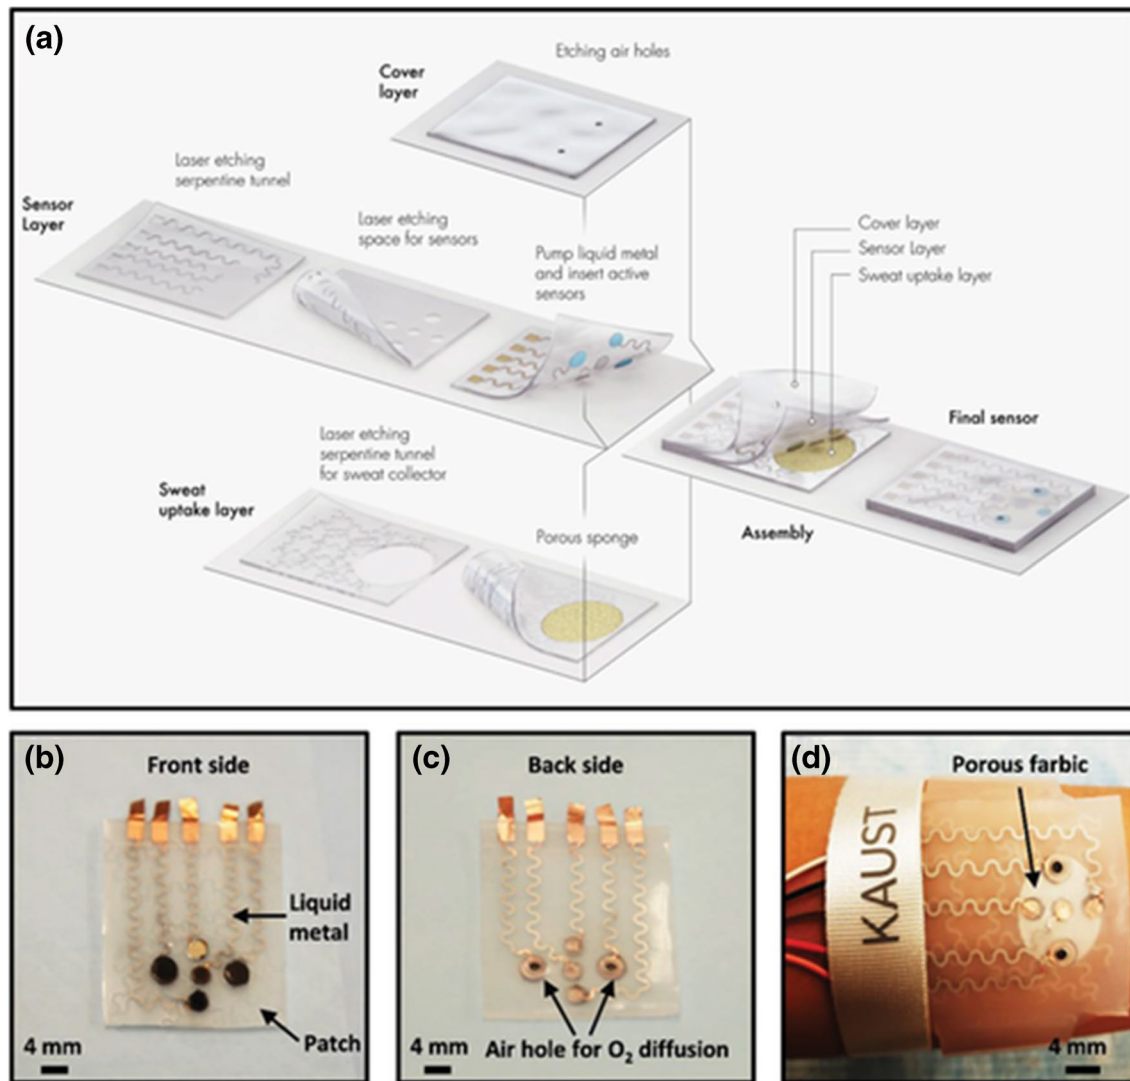 (a)
Etching air holes
Cover
layer
Laser etching
serpentine tunnel
Sensor
Layer
Laser etching
space for sensors
Pump liquid metal
and insert active
sensors
Cover layer
Sensor Layer
Sweat uptake layer
Final sensor
Laser etching
serpentine tunnel
for sweat collector
Sweat
uptake layer
Porous sponge
Assembly
(b)
Front side
Liquid
metal
Patch
4 mm
(c)
Back side
4 mm
Air hole for O₂ diffusion
(d)
Porous farbic
KAUST
4 mm